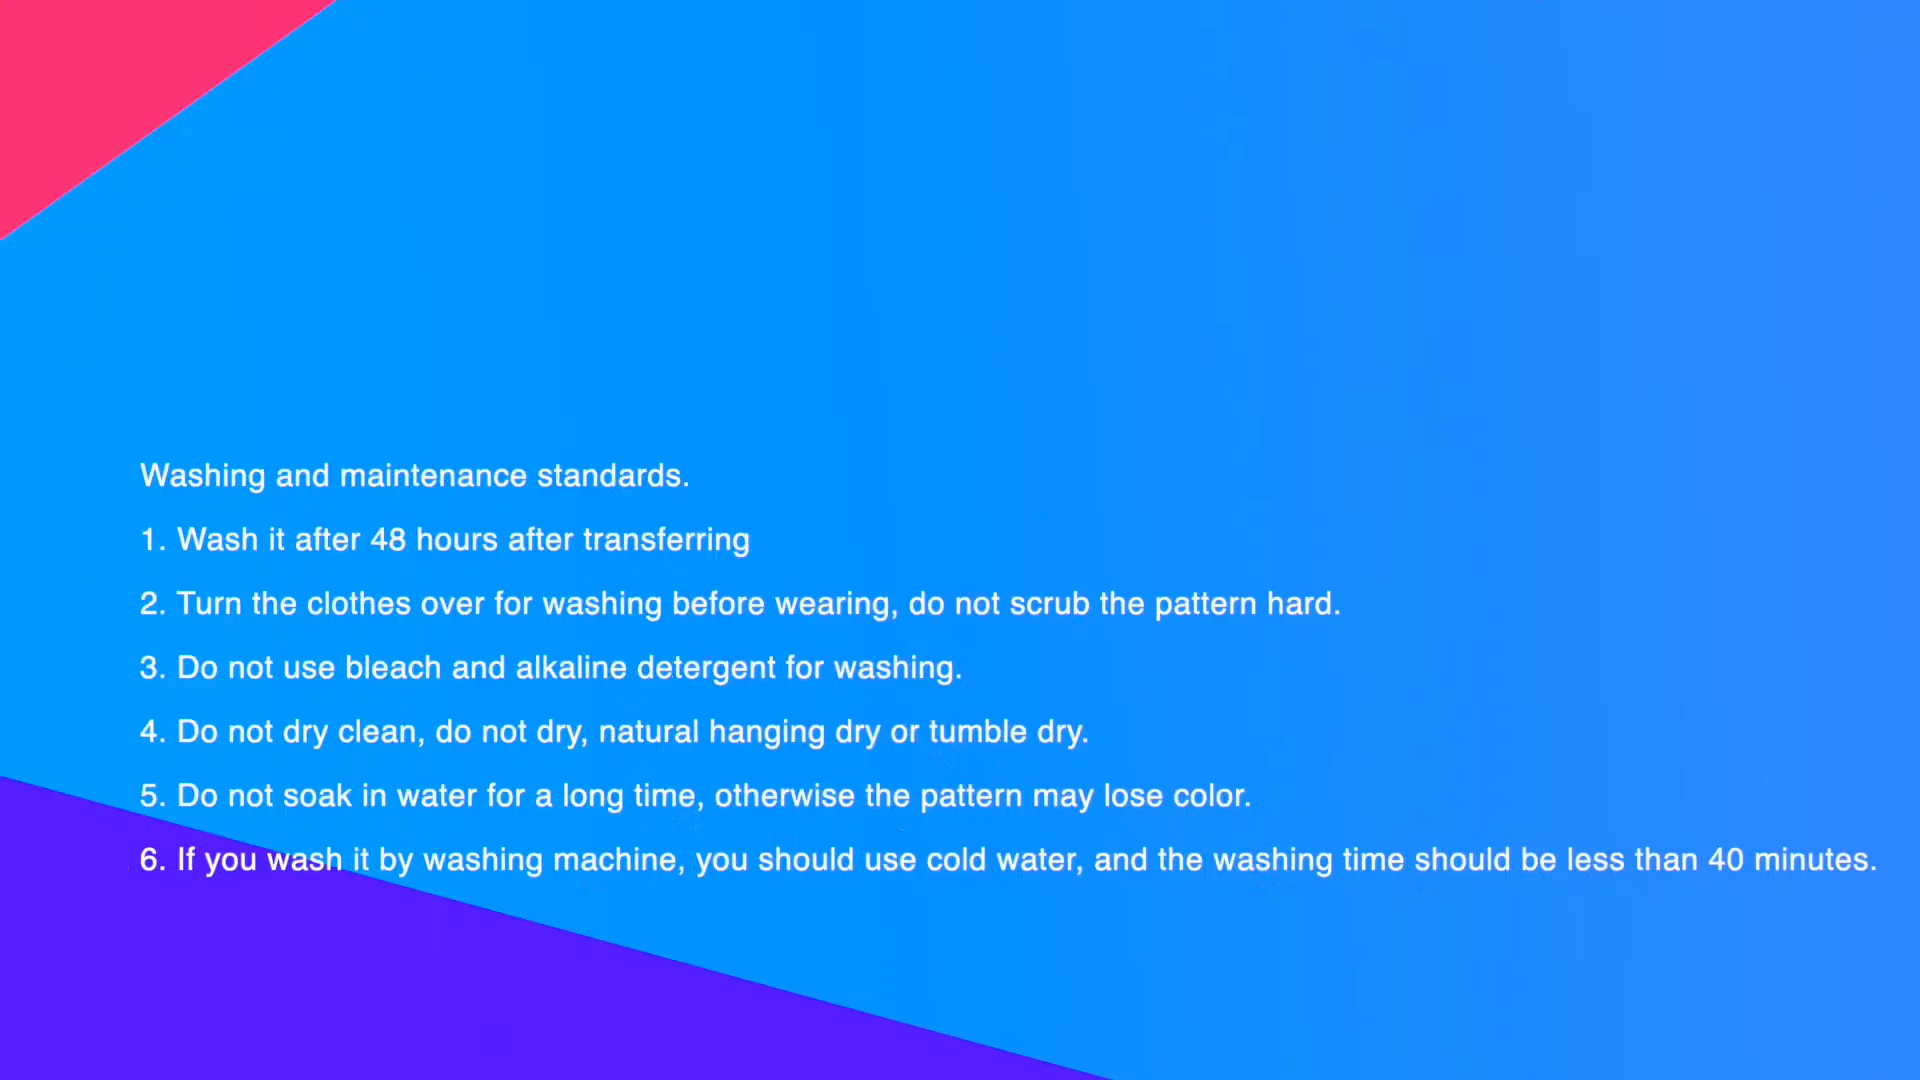 Washing and maintenance standards.
1. Wash it after 48 hours after transferring
2. Turn the clothes over for washing before wearing, do not scrub the pattern hard.
3. Do not use bleach and alkaline detergent for washing.
4. Do not dry clean, do not dry, natural hanging dry or tumble dry.
5. Do not soak in water for a long time, otherwise the pattern may lose color.
6. If you wash it by washing machine, you should use cold water, and the washing time should be less than 40 minutes.